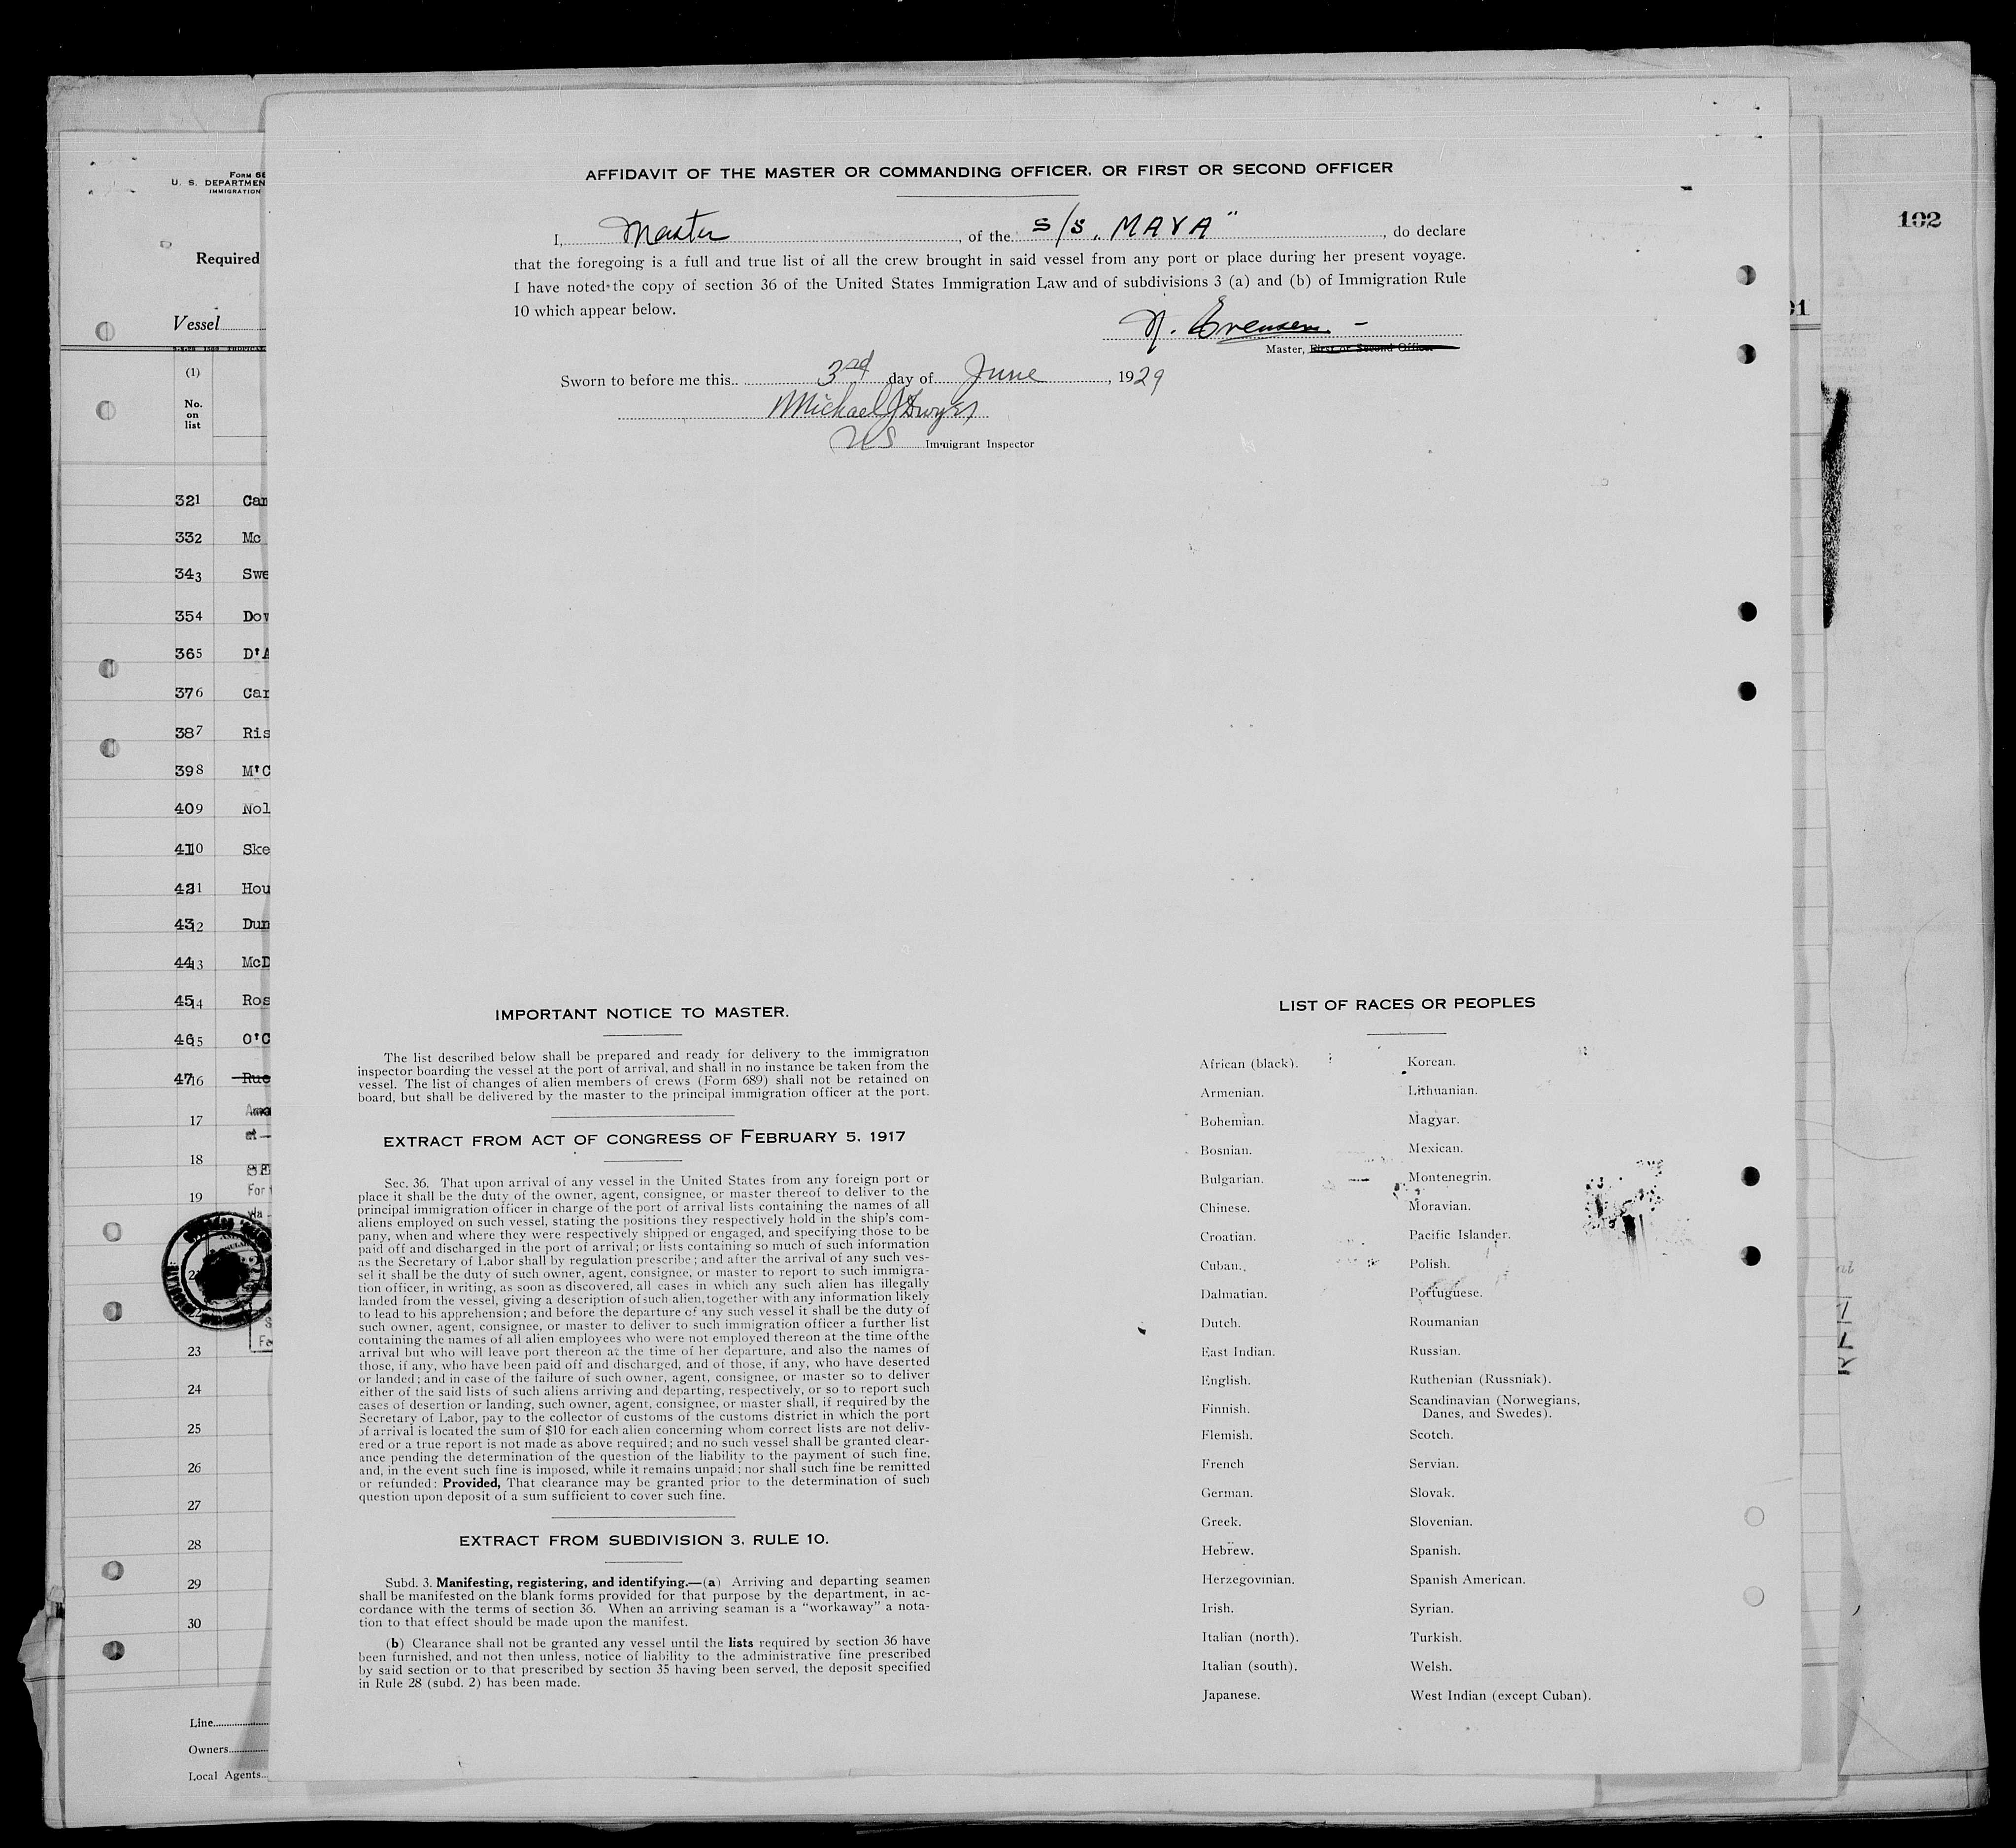 AFFIDAVIT OF THE MASTER OR COMMANDING OFFICER, OR FIRST OR SECOND OFFICER
I, Master, of the S/S. MAYA", do declare
that the foregoing is a full and true list of all the crew brought in said vessel from any port or place during her present voyage.
I have noted the copy of section 36 of the United States Immigration Law and of subdivisions 3 (a) and (b) of Immigration Rule
10 which appear below.
N. Evensen -
Master, First or Second Officer
Sworn to before me this 3rd day of June, 1929
Michael J Dwyer
US Immigrant Inspector
IMPORTANT NOTICE TO MASTER.
The list described below shall be prepared and ready for delivery to the immigration
inspector boarding the vessel at the port of arrival, and shall in no instance be taken from the
vessel. The list of changes of alien members of crews (Form 689) shall not be retained on
board, but shall be delivered by the master to the principal immigration officer at the port.
EXTRACT FROM ACT OF CONGRESS OF FEBRUARY 5, 1917
Sec. 36. That upon arrival of any vessel in the United States from any foreign port or
place it shall be the duty of the owner, agent, consignee, or master thereof to deliver to the
principal immigration officer in charge of the port of arrival lists containing the names of all
aliens employed on such vessel, stating the positions they respectively hold in the ship's com-
pany, when and where they were respectively shipped or engaged, and specifying those to be
paid off and discharged in the port of arrival; or lists containing so much of such information
as the Secretary of Labor shall by regulation prescribe; and after the arrival of any such ves-
sel it shall be the duty of such owner, agent, consignee, or master to report to such immigra-
tion officer, in writing, as soon as discovered, all cases in which any such alien has illegally
landed from the vessel, giving a description of such alien, together with any information likely
to lead to his apprehension; and before the departure of any such vessel it shall be the duty of
such owner, agent, consignee, or master to deliver to such immigration officer a further list
containing the names of all alien employees who were not employed thereon at the time of the
arrival but who will leave port thereon at the time of her departure, and also the names of
those, if any, who have been paid off and discharged, and of those, if any, who have deserted
or landed; and in case of the failure of such owner, agent, consignee, or master so to deliver
either of the said lists of such aliens arriving and departing, respectively, or so to report such
cases of desertion or landing, such owner, agent, consignee, or master shall, if required by the
Secretary of Labor, pay to the collector of customs of the customs district in which the port
of arrival is located the sum of $10 for each alien concerning whom correct lists are not deliv-
ered or a true report is not made as above required; and no such vessel shall be granted clear-
ance pending the determination of the question of the liability to the payment of such fine,
and, in the event such fine is imposed, while it remains unpaid; nor shall such fine be remitted
or refunded: Provided, That clearance may be granted prior to the determination of such
question upon deposit of a sum sufficient to cover such fine.
EXTRACT FROM SUBDIVISION 3, RULE 10.
Subd. 3. Manifesting, registering, and identifying.—(a) Arriving and departing seamen
shall be manifested on the blank forms provided for that purpose by the department, in ac-
cordance with the terms of section 36. When an arriving seaman is a "workaway" a nota-
tion to that effect should be made upon the manifest.
(b) Clearance shall not be granted any vessel until the lists required by section 36 have
been furnished, and not then unless, notice of liability to the administrative fine prescribed
by said section or to that prescribed by section 35 having been served, the deposit specified
in Rule 28 (subd. 2) has been made.
LIST OF RACES OR PEOPLES
African (black).
Armenian.
Bohemian.
Bosnian.
Bulgarian.
Chinese.
Croatian.
Cuban.
Dalmatian.
Dutch.
East Indian.
English.
Finnish.
Flemish.
French
German.
Greek.
Hebrew.
Herzegovinian.
Irish.
Italian (north).
Italian (south).
Japanese.
Korean.
Lithuanian.
Magyar.
Mexican.
Montenegrin.
Moravian.
Pacific Islander.
Polish.
Portuguese.
Roumanian
Russian.
Ruthenian (Russniak).
Scandinavian (Norwegians,
Danes, and Swedes).
Scotch.
Servian.
Slovak.
Slovenian.
Spanish.
Spanish American.
Syrian.
Turkish.
Welsh.
West Indian (except Cuban).
102
Form 68
U. S. DEPARTMEN
IMMIGRATION
Required
Vessel
(1)
No.
on
list
321 Car
332 Mc
343 Swe
354 Dow
365 D'A
376 Car
387 Ris
398 M'C
409 Nol
4110 Ske
4211 Hou
4312 Dun
4413 McD
4514 Ros
4615 O'C
4716 Rue
17
18
19
23
24
25
26
27
28
29
30
Line
Owners
Local Agents